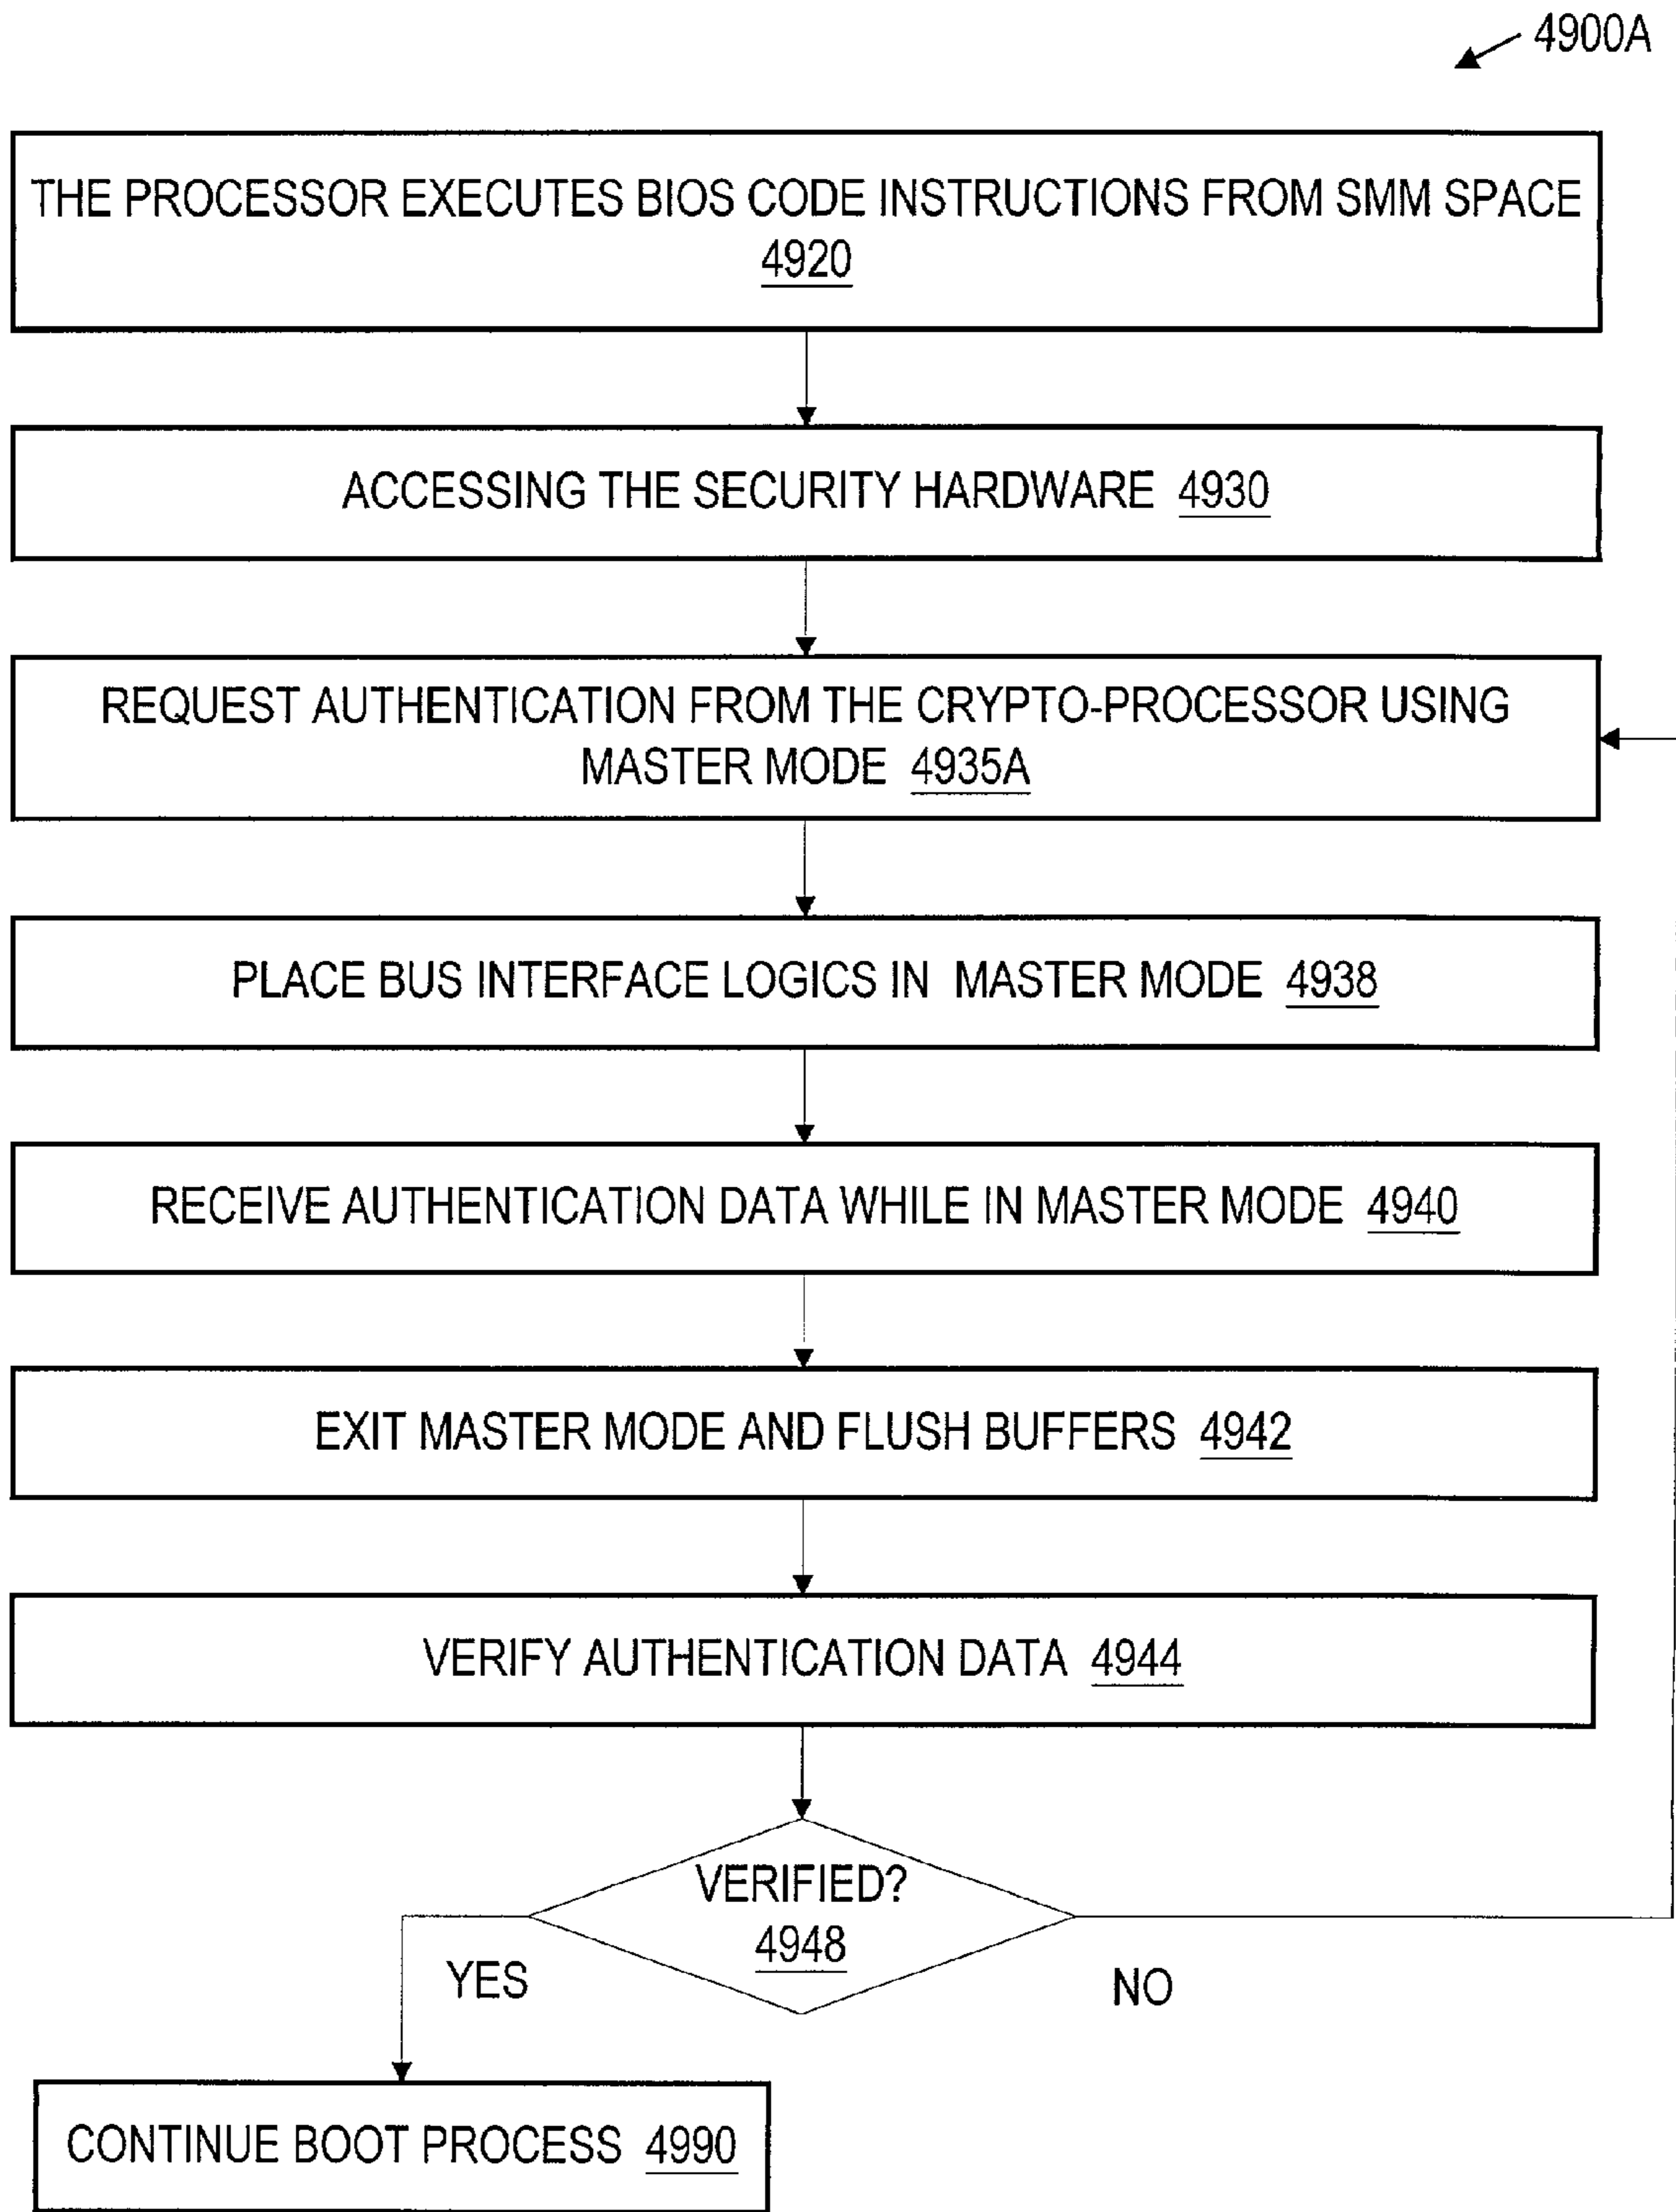 4900A
THE PROCESSOR EXECUTES BIOS CODE INSTRUCTIONS FROM SMM SPACE
4920
ACCESSING THE SECURITY HARDWARE 4930
REQUEST AUTHENTICATION FROM THE CRYPTO-PROCESSOR USING
MASTER MODE 4935A
PLACE BUS INTERFACE LOGICS IN MASTER MODE 4938
RECEIVE AUTHENTICATION DATA WHILE IN MASTER MODE 4940
EXIT MASTER MODE AND FLUSH BUFFERS 4942
VERIFY AUTHENTICATION DATA 4944
VERIFIED?
4948
YES
NO
CONTINUE BOOT PROCESS 4990